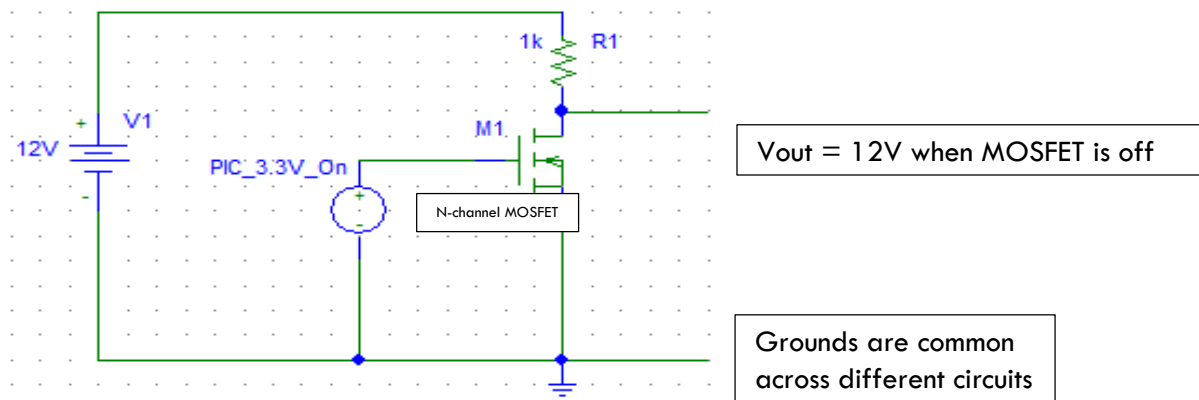 1k R1
+ V1
12V
-
M1
PIC_3.3V_On
+
-
N-channel MOSFET
Vout = 12V when MOSFET is off
Grounds are common
across different circuits